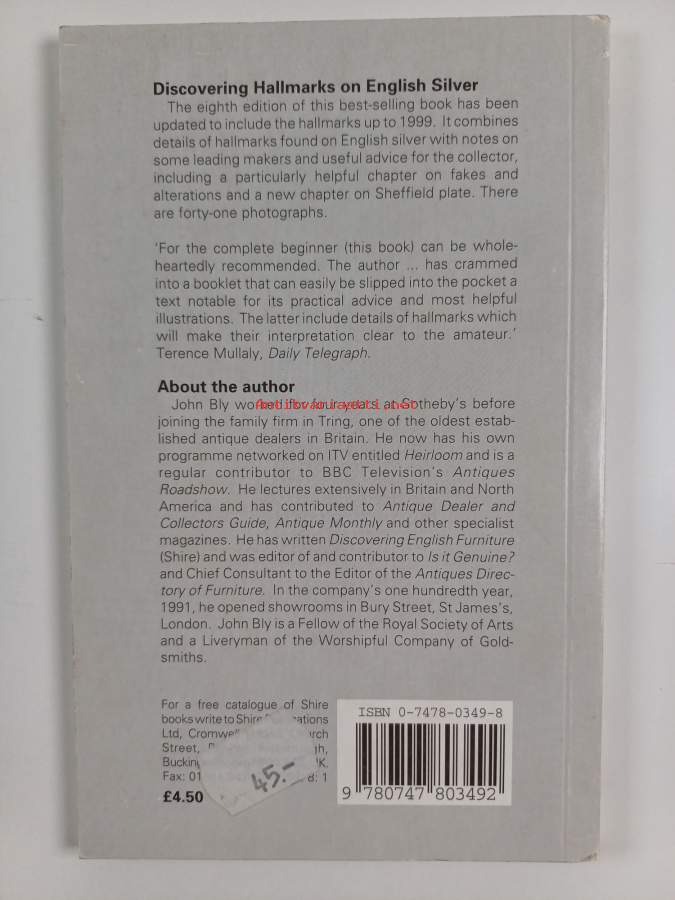 Discovering Hallmarks on English Silver
The eighth edition of this best-selling book has been
updated to include the hallmarks up to 1999. It combines
details of hallmarks found on English silver with notes on
some leading makers and useful advice for the collector,
including a particularly helpful chapter on fakes and
alterations and a new chapter on Sheffield plate. There
are forty-one photographs.
'For the complete beginner (this book) can be whole-
heartedly recommended. The author ... has crammed
into a booklet that can easily be slipped into the pocket a
text notable for its practical advice and most helpful
illustrations. The latter include details of hallmarks which
will make their interpretation clear to the amateur.'
Terence Mullaly, Daily Telegraph.
About the author
John Bly worked for four years at Sotheby's before
joining the family firm in Tring, one of the oldest estab-
lished antique dealers in Britain. He now has his own
programme networked on ITV entitled Heirloom and is a
regular contributor to BBC Television's Antiques
Roadshow. He lectures extensively in Britain and North
America and has contributed to Antique Dealer and
Collectors Guide, Antique Monthly and other specialist
magazines. He has written Discovering English Furniture
(Shire) and was editor of and contributor to Is it Genuine?
and Chief Consultant to the Editor of the Antiques Direc-
tory of Furniture. In the company's one hundredth year,
1991, he opened showrooms in Bury Street, St James's,
London. John Bly is a Fellow of the Royal Society of Arts
and a Liveryman of the Worshipful Company of Gold-
smiths.
For a free catalogue of Shire
books write to Shire
Ltd,
Street,
Fax: 01
45.-
£4.50
ISBN 0-7478-0349-8
9 780747 803492